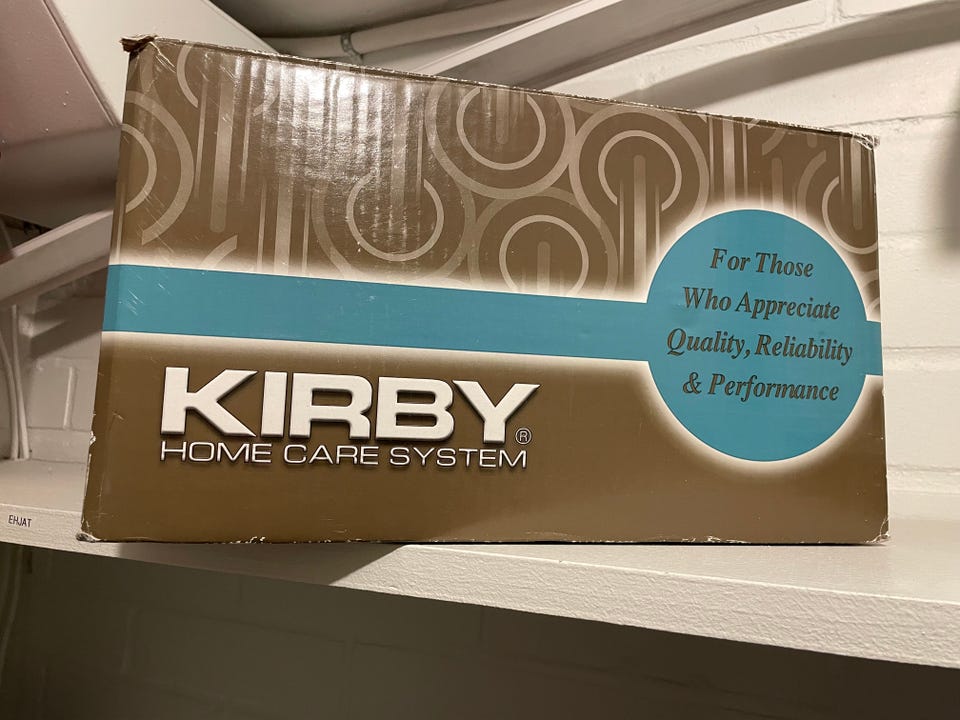 For Those
Who Appreciate
Quality, Reliability
& Performance
KIRBY®
HOME CARE SYSTEM
EHJAT